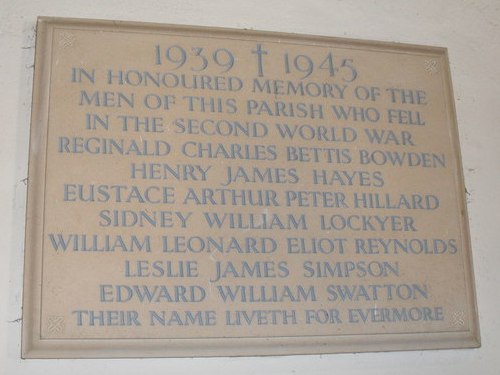 1939 † 1945
IN HONOURED MEMORY OF THE
MEN OF THIS PARISH WHO FELL
IN THE SECOND WORLD WAR
REGINALD CHARLES BETTIS BOWDEN
HENRY JAMES HAYES
EUSTACE ARTHUR PETER HILLARD
SIDNEY WILLIAM LOCKYER
WILLIAM LEONARD ELIOT REYNOLDS
LESLIE JAMES SIMPSON
EDWARD WILLIAM SWATTON
THEIR NAME LIVETH FOR EVERMORE